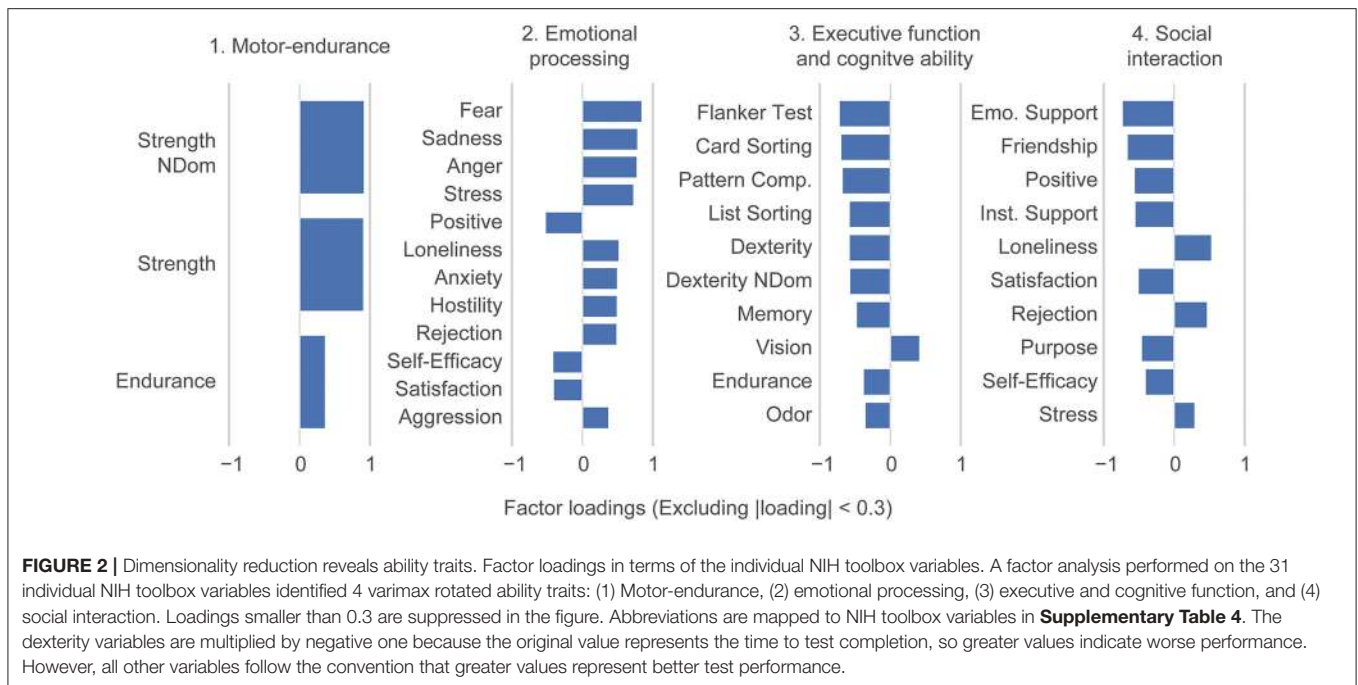 1. Motor-endurance
Strength
NDom
Strength
Endurance
−1 0 1
2. Emotional
processing
Fear
Sadness
Anger
Stress
Positive
Loneliness
Anxiety
Hostility
Rejection
Self-Efficacy
Satisfaction
Aggression
−1 0 1
3. Executive function
and cognitve ability
Flanker Test
Card Sorting
Pattern Comp.
List Sorting
Dexterity
Dexterity NDom
Memory
Vision
Endurance
Odor
−1 0 1
4. Social
interaction
Emo. Support
Friendship
Positive
Inst. Support
Loneliness
Satisfaction
Rejection
Purpose
Self-Efficacy
Stress
−1 0 1
Factor loadings (Excluding |loading| < 0.3)
FIGURE 2 | Dimensionality reduction reveals ability traits. Factor loadings in terms of the individual NIH toolbox variables. A factor analysis performed on the 31
individual NIH toolbox variables identified 4 varimax rotated ability traits: (1) Motor-endurance, (2) emotional processing, (3) executive and cognitive function, and (4)
social interaction. Loadings smaller than 0.3 are suppressed in the figure. Abbreviations are mapped to NIH toolbox variables in Supplementary Table 4. The
dexterity variables are multiplied by negative one because the original value represents the time to test completion, so greater values indicate worse performance.
However, all other variables follow the convention that greater values represent better test performance.